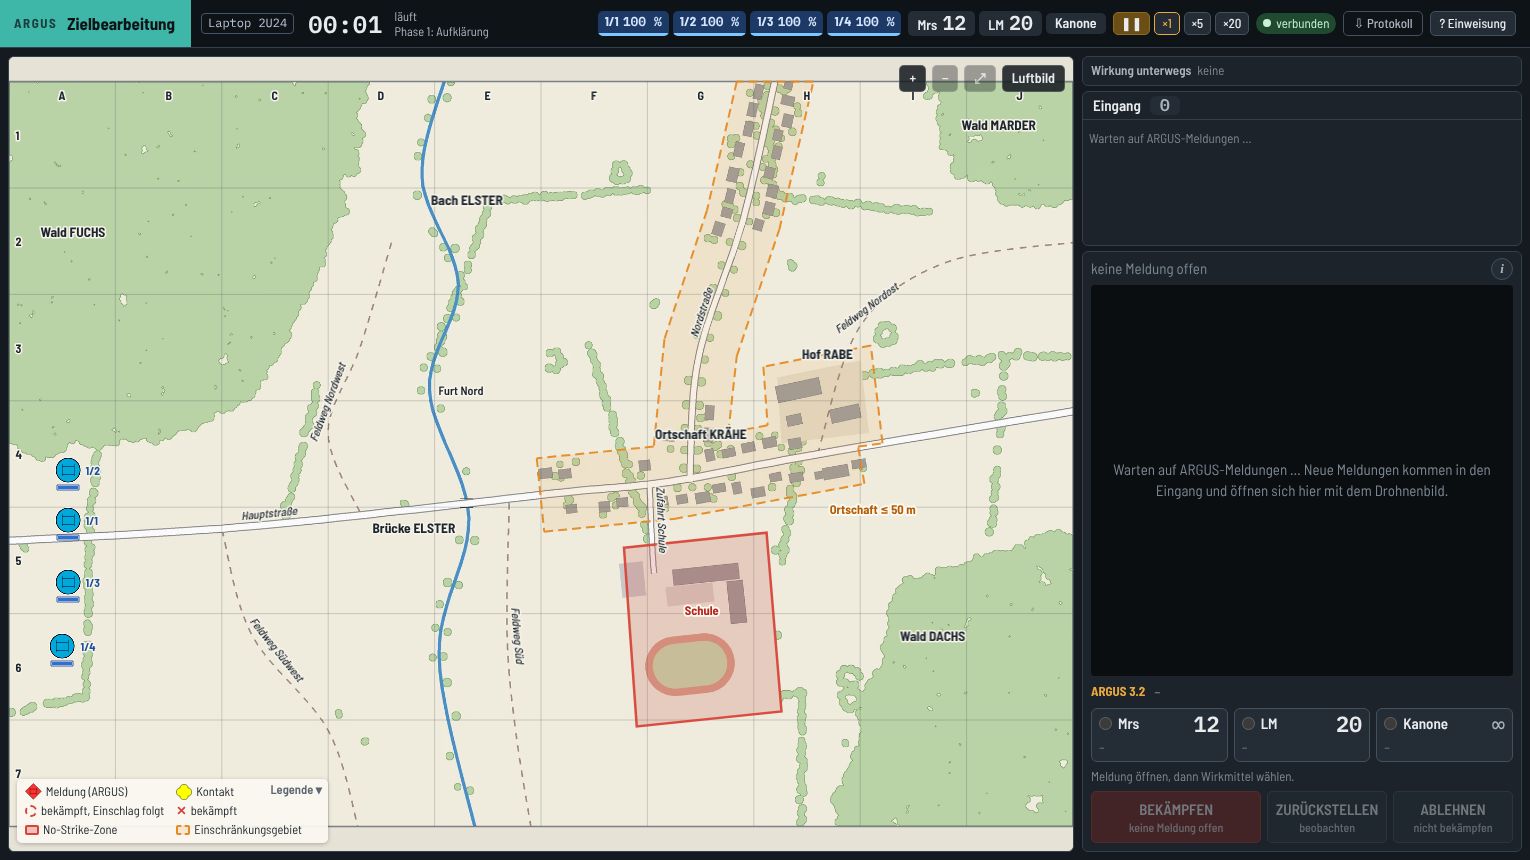 ARGUS Zielbearbeitung
Laptop 2U24
00:01
läuft
Phase 1: Aufklärung
1/1 100 %
1/2 100 %
1/3 100 %
1/4 100 %
Mrs 12
LM 20
Kanone
❚❚
×1
×5
×20
verbunden
⇩ Protokoll
? Einweisung
+
−
⤢
Luftbild
A
B
C
D
E
F
G
H
I
J
1
2
3
4
5
6
7
Wald MARDER
Bach ELSTER
Wald FUCHS
Nordstraße
Feldweg Nordost
Hof RABE
Feldweg Nordwest
Furt Nord
Ortschaft KRÄHE
1/2
1/1
1/3
1/4
Hauptstraße
Brücke ELSTER
Zufahrt Schule
Ortschaft ≤ 50 m
Schule
Feldweg Südwest
Feldweg Süd
Wald DACHS
Meldung (ARGUS)
Kontakt
Legende ▾
bekämpft, Einschlag folgt
bekämpft
No-Strike-Zone
Einschränkungsgebiet
Wirkung unterwegs keine
Eingang 0
Warten auf ARGUS-Meldungen ...
keine Meldung offen
i
Warten auf ARGUS-Meldungen ... Neue Meldungen kommen in den
Eingang und öffnen sich hier mit dem Drohnenbild.
ARGUS 3.2 –
Mrs 12
–
LM 20
–
Kanone ∞
–
Meldung öffnen, dann Wirkmittel wählen.
BEKÄMPFEN
keine Meldung offen
ZURÜCKSTELLEN
beobachten
ABLEHNEN
nicht bekämpfen